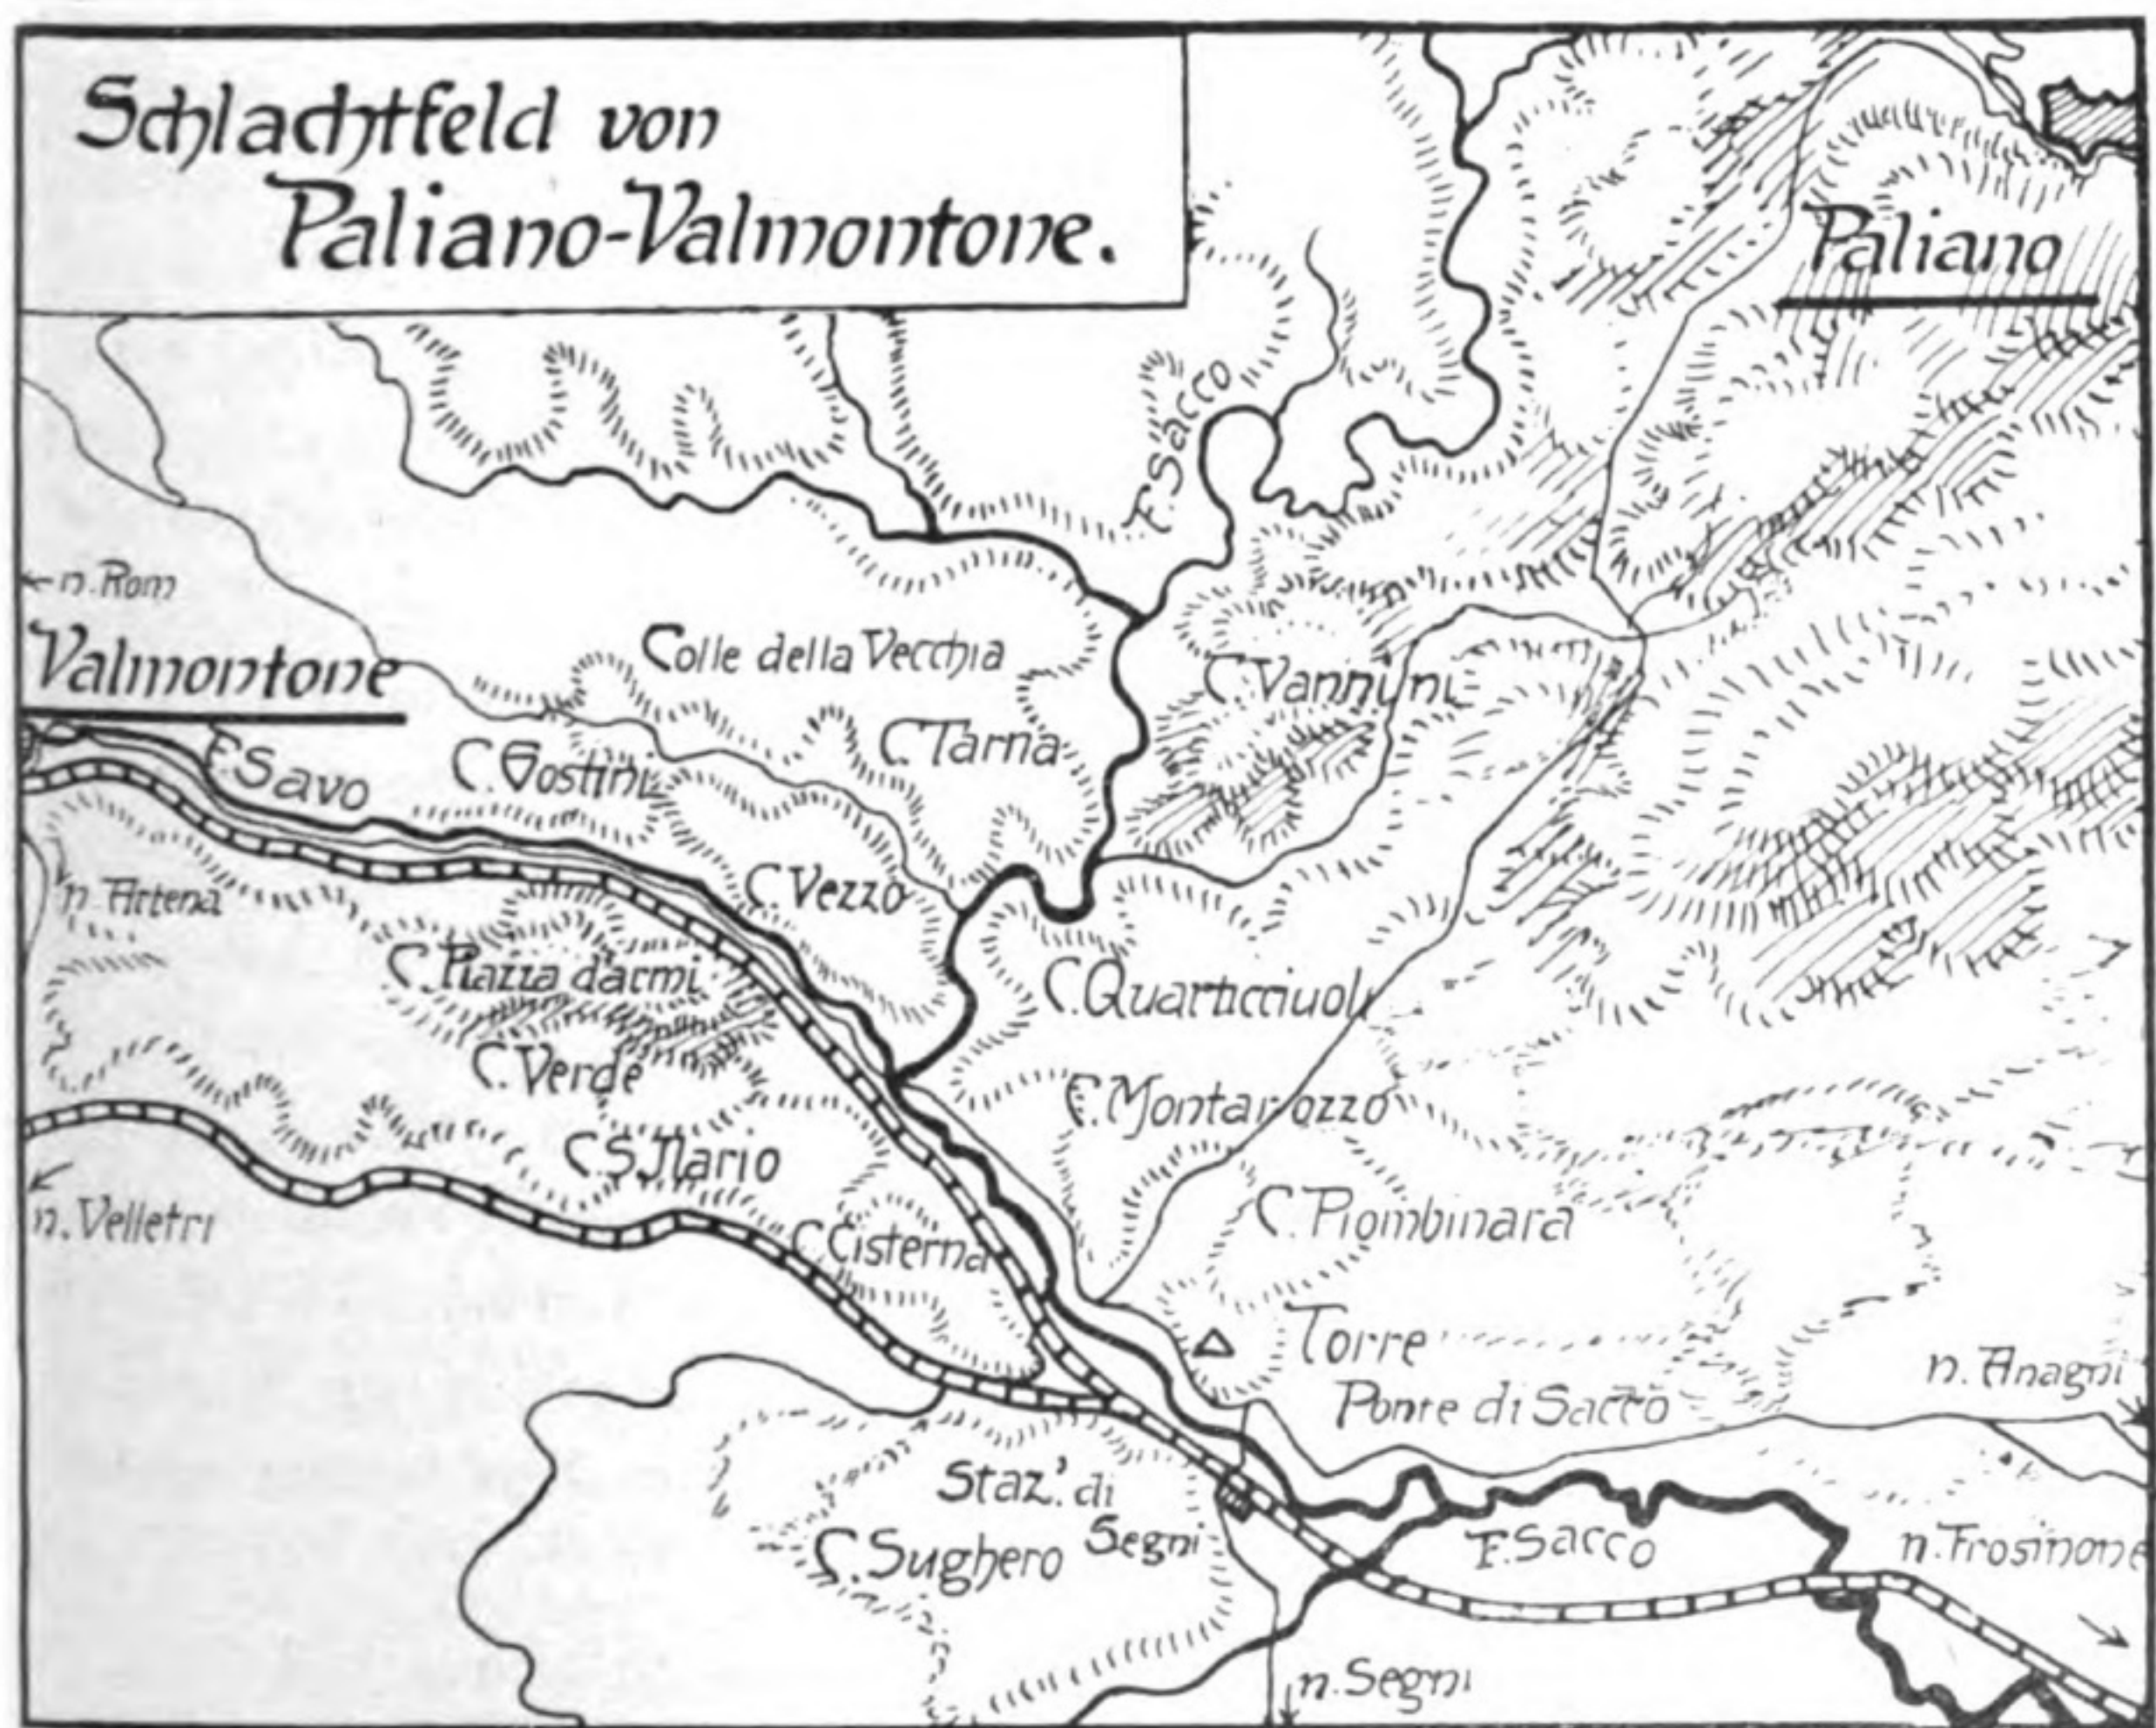 Schlachtfeld von
Paliano-Valmontone.
Paliano
F. Sacco
← n. Rom
Valmontone
Colle della Vecchia
C. Vannini
C. Tarna
F. Savo
C. Gostini
n. Artena
C. Vezzo
C. Piazza d'armi
C. Quarticciuoli
C. Verde
C. Montarozzo
C. S. Ilario
n. Velletri
C. Piombinara
C. Cisterna
Torre
n. Anagni
Ponte di Sacco
Staz. di
Segni
C. Sughero
F. Sacco
n. Frosinone
n. Segni